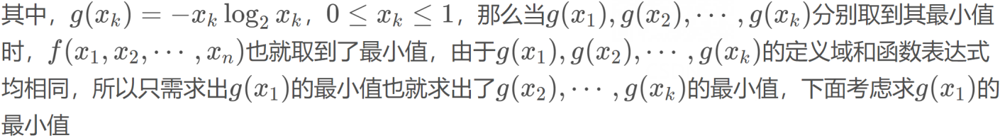 其中，$g(x_k) = -x_k \log_2 x_k$，$0 \leq x_k \leq 1$，那么当$g(x_1), g(x_2), \cdots, g(x_k)$分别取到其最小值
时，$f(x_1, x_2, \cdots, x_n)$也就取到了最小值，由于$g(x_1), g(x_2), \cdots, g(x_k)$的定义域和函数表达式
均相同，所以只需求出$g(x_1)$的最小值也就求出了$g(x_2), \cdots, g(x_k)$的最小值，下面考虑求$g(x_1)$的
最小值